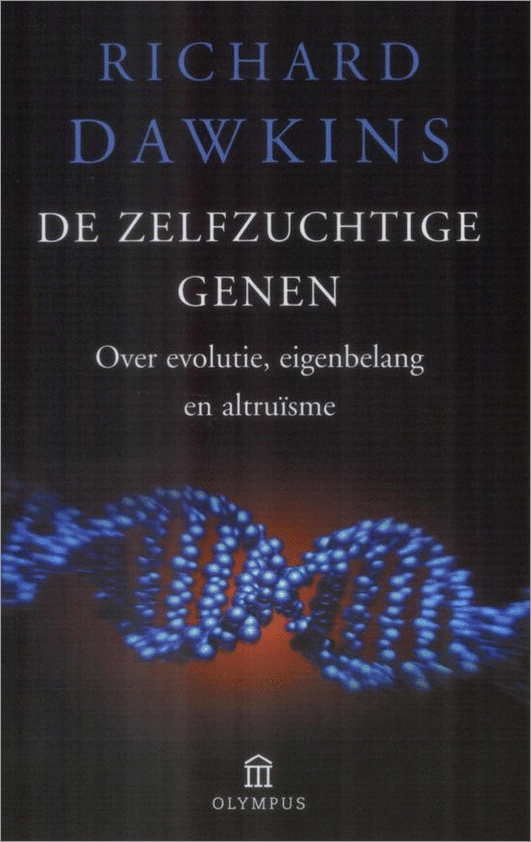 RICHARD
DAWKINS
DE ZELFZUCHTIGE
GENEN
Over evolutie, eigenbelang
en altruïsme
OLYMPUS